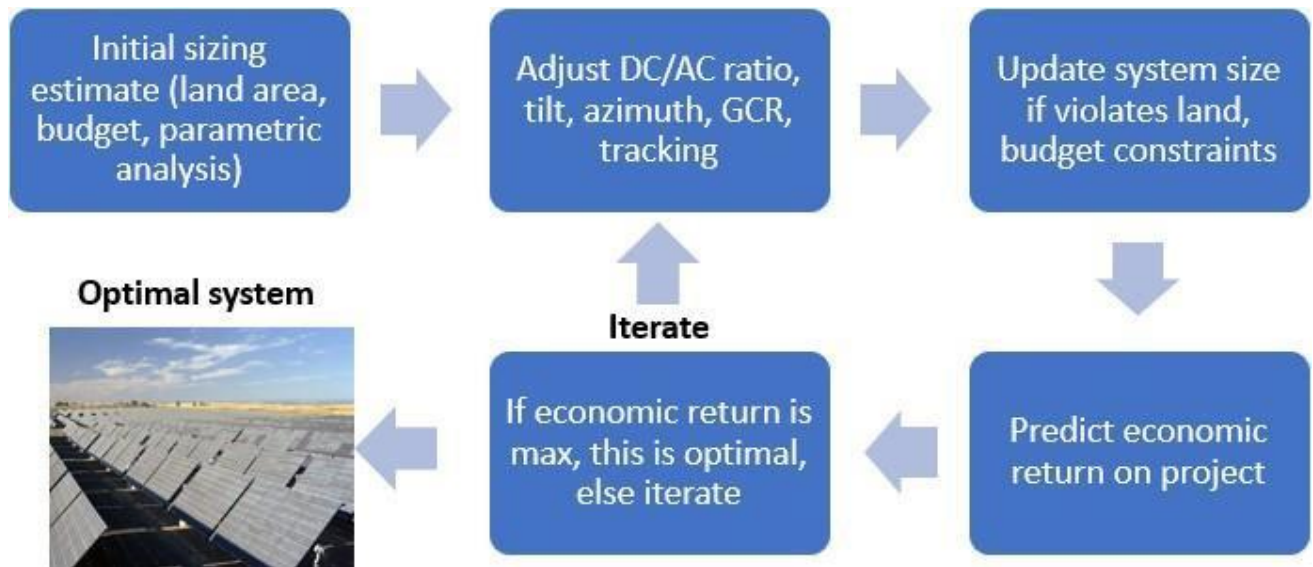 Initial sizing
estimate (land area,
budget, parametric
analysis)
Adjust DC/AC ratio,
tilt, azimuth, GCR,
tracking
Update system size
if violates land,
budget constraints
Predict economic
return on project
Iterate
If economic return is
max, this is optimal,
else iterate
Optimal system